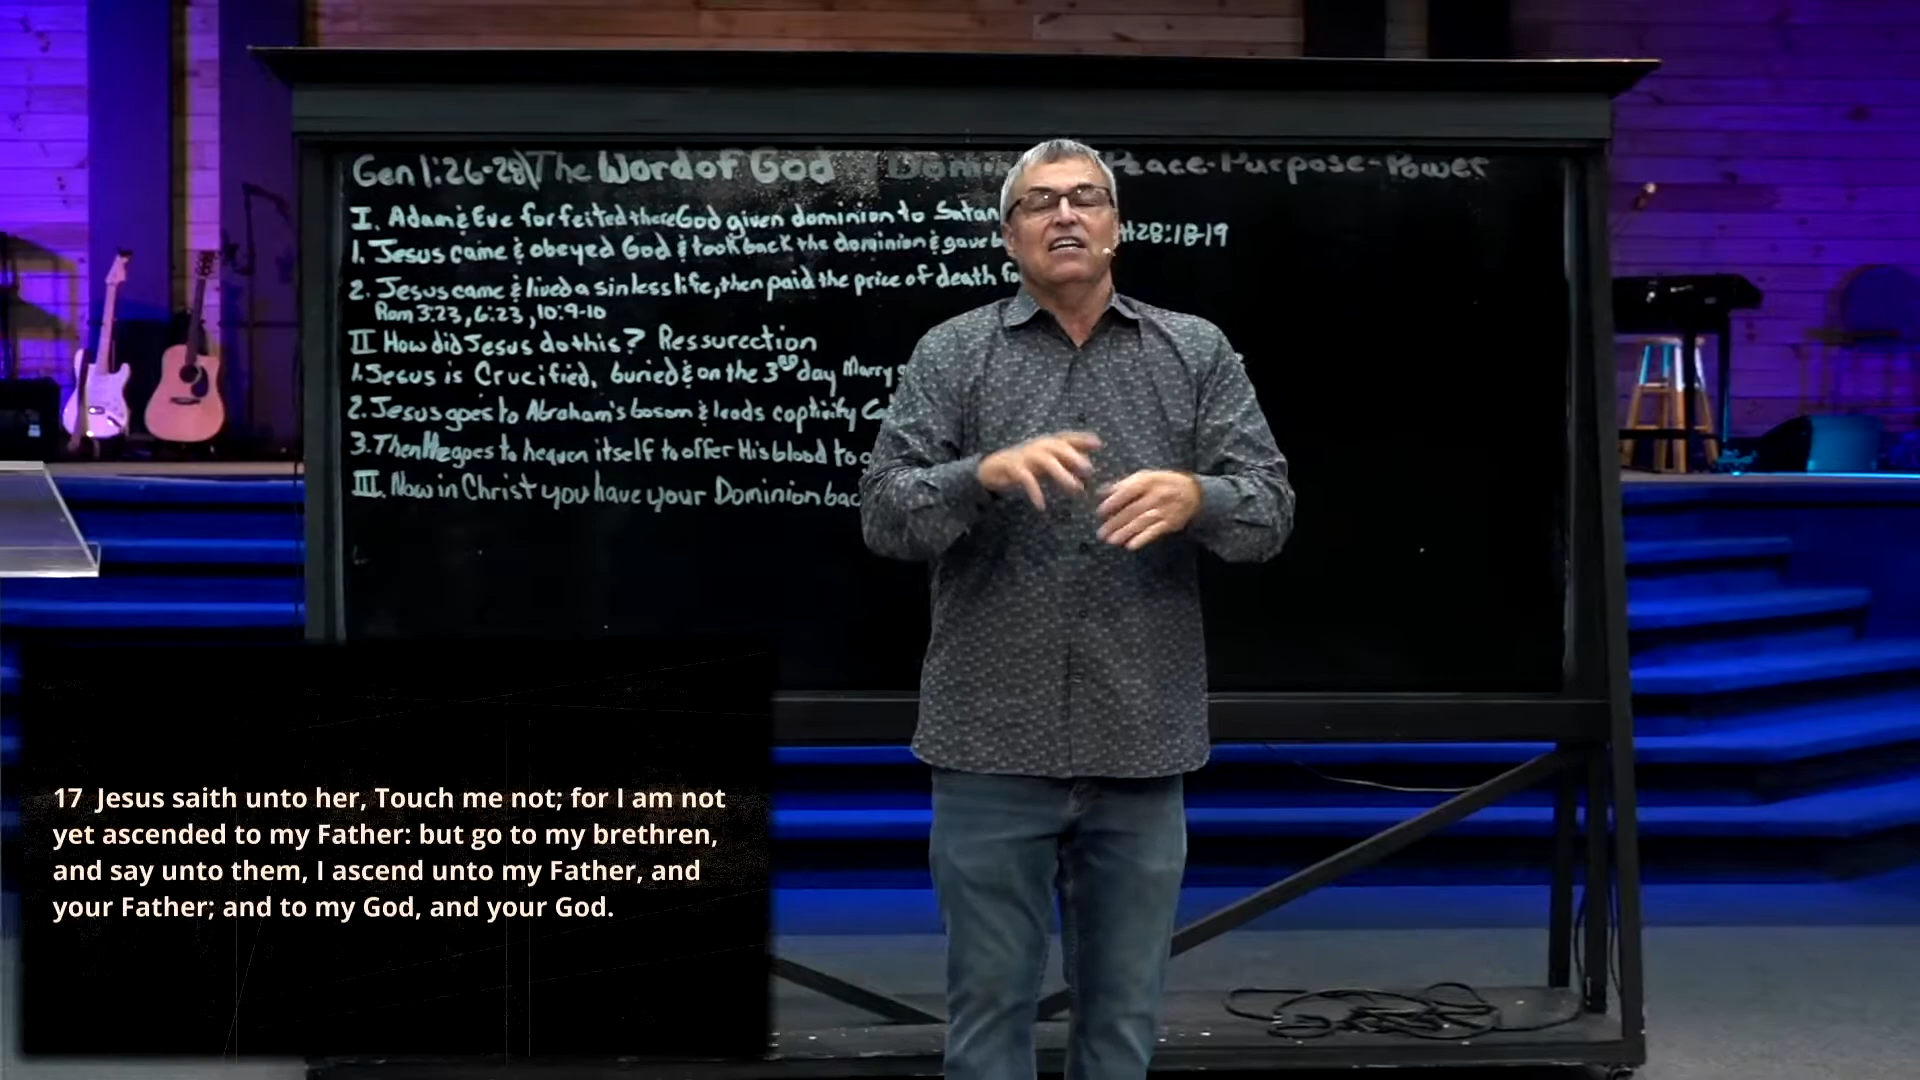 Gen 1:26-28\The Word of God Peace-Purpose-Power
I. Adam & Eve forfeited thereGod given dominion to Satan
1. Jesus came & obeyed God & took back the dominion & gave 28:18-19
2. Jesus came & lived a sinless life, then paid the price of death
Rom 3:23, 6:23, 10:9-10
II How did Jesus do this? Ressurection
1. Jesus is Crucified, buried & on the 3RD day Marry
2. Jesus goes to Abraham's bosom & leads captivity
3. Then He goes to heaven itself to offer His blood to
III. Now in Christ you have your Dominion bac
17 Jesus saith unto her, Touch me not; for I am not
yet ascended to my Father: but go to my brethren,
and say unto them, I ascend unto my Father, and
your Father; and to my God, and your God.